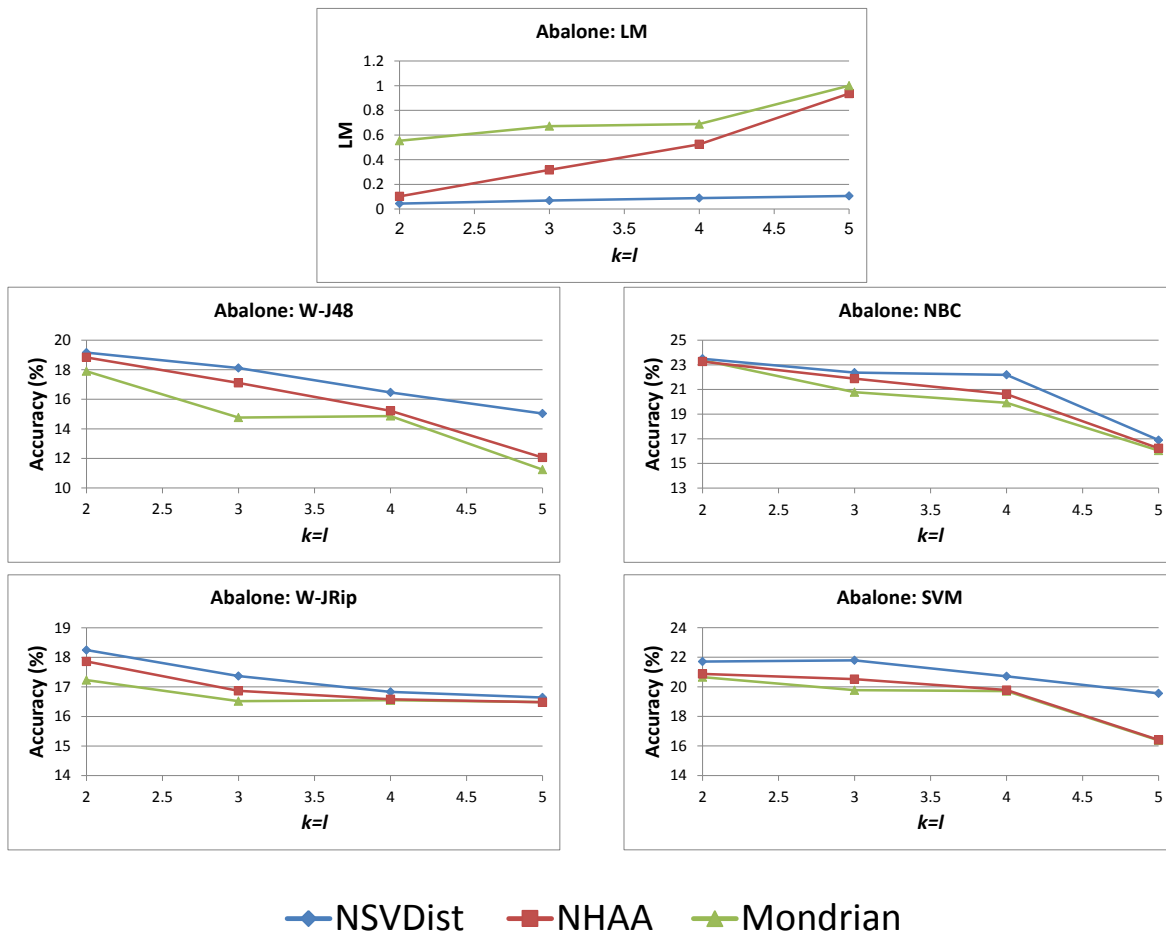 Abalone: LM
1.2
1
0.8
0.6
0.4
0.2
0
LM
2 2.5 3 3.5 4 4.5 5
k=l
Abalone: W-J48
20
18
16
14
12
10
Accuracy (%)
2 2.5 3 3.5 4 4.5 5
k=l
Abalone: NBC
25
23
21
19
17
15
13
Accuracy (%)
2 2.5 3 3.5 4 4.5 5
k=l
Abalone: W-JRip
19
18
17
16
15
14
Accuracy (%)
2 2.5 3 3.5 4 4.5 5
k=l
Abalone: SVM
24
22
20
18
16
14
Accuracy (%)
2 2.5 3 3.5 4 4.5 5
k=l
NSVDist NHAA Mondrian